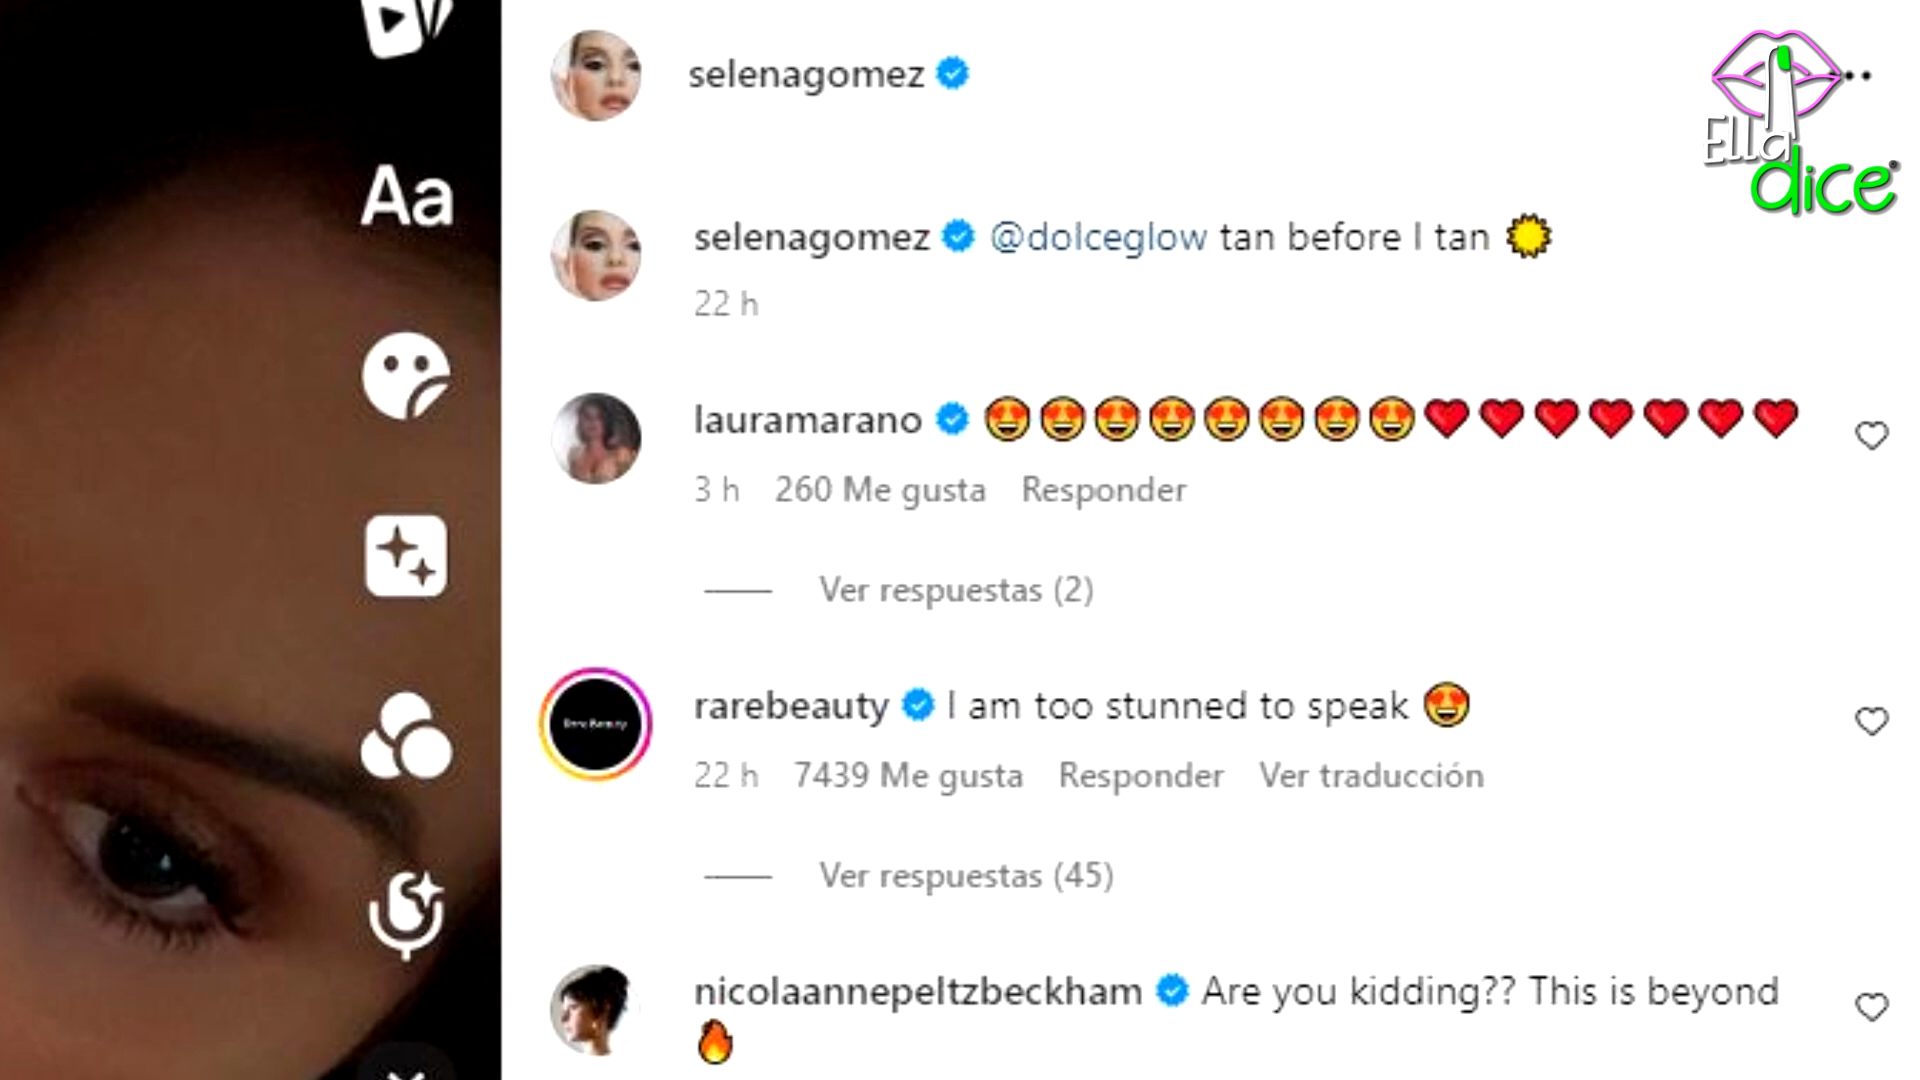 selenagomez
Ella
dice
Aa
selenagomez @dolceglow tan before I tan
22 h
lauramarano
3 h 260 Me gusta Responder
Ver respuestas (2)
Rare Beauty
rarebeauty I am too stunned to speak
22 h 7439 Me gusta Responder Ver traducción
Ver respuestas (45)
nicolaannepeltzbeckham Are you kidding?? This is beyond